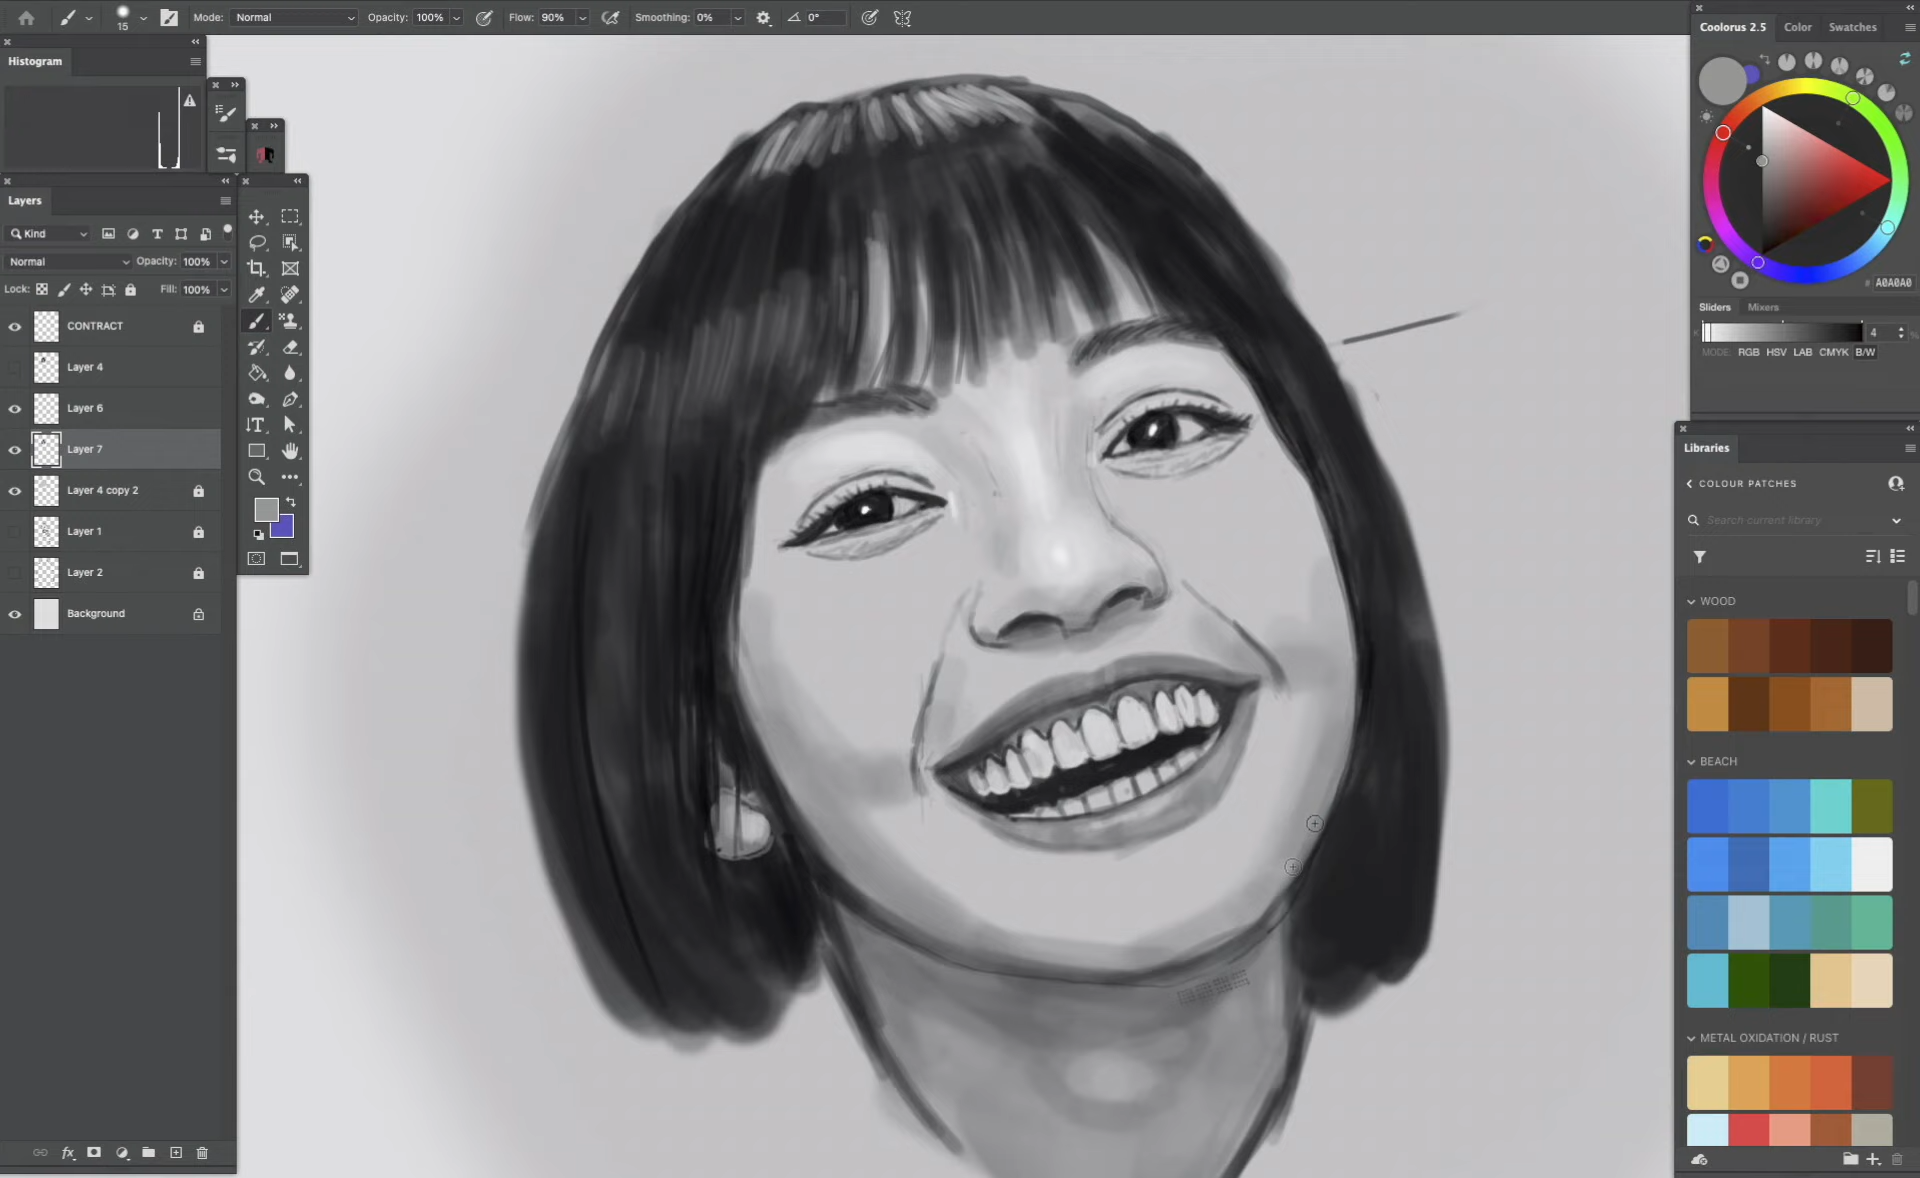 15
Mode: Normal
Opacity: 100%
Flow: 90%
Smoothing: 0%
0°
Histogram
Layers
Kind
Normal
Opacity: 100%
Lock:
Fill: 100%
CONTRACT
Layer 4
Layer 6
Layer 7
Layer 4 copy 2
Layer 1
Layer 2
Background
fx
Coolorus 2.5
Color
Swatches
# A0A0A0
Sliders
Mixers
K
4
%
MODE: RGB HSV LAB CMYK B/W
Libraries
COLOUR PATCHES
Search current library
WOOD
BEACH
METAL OXIDATION / RUST